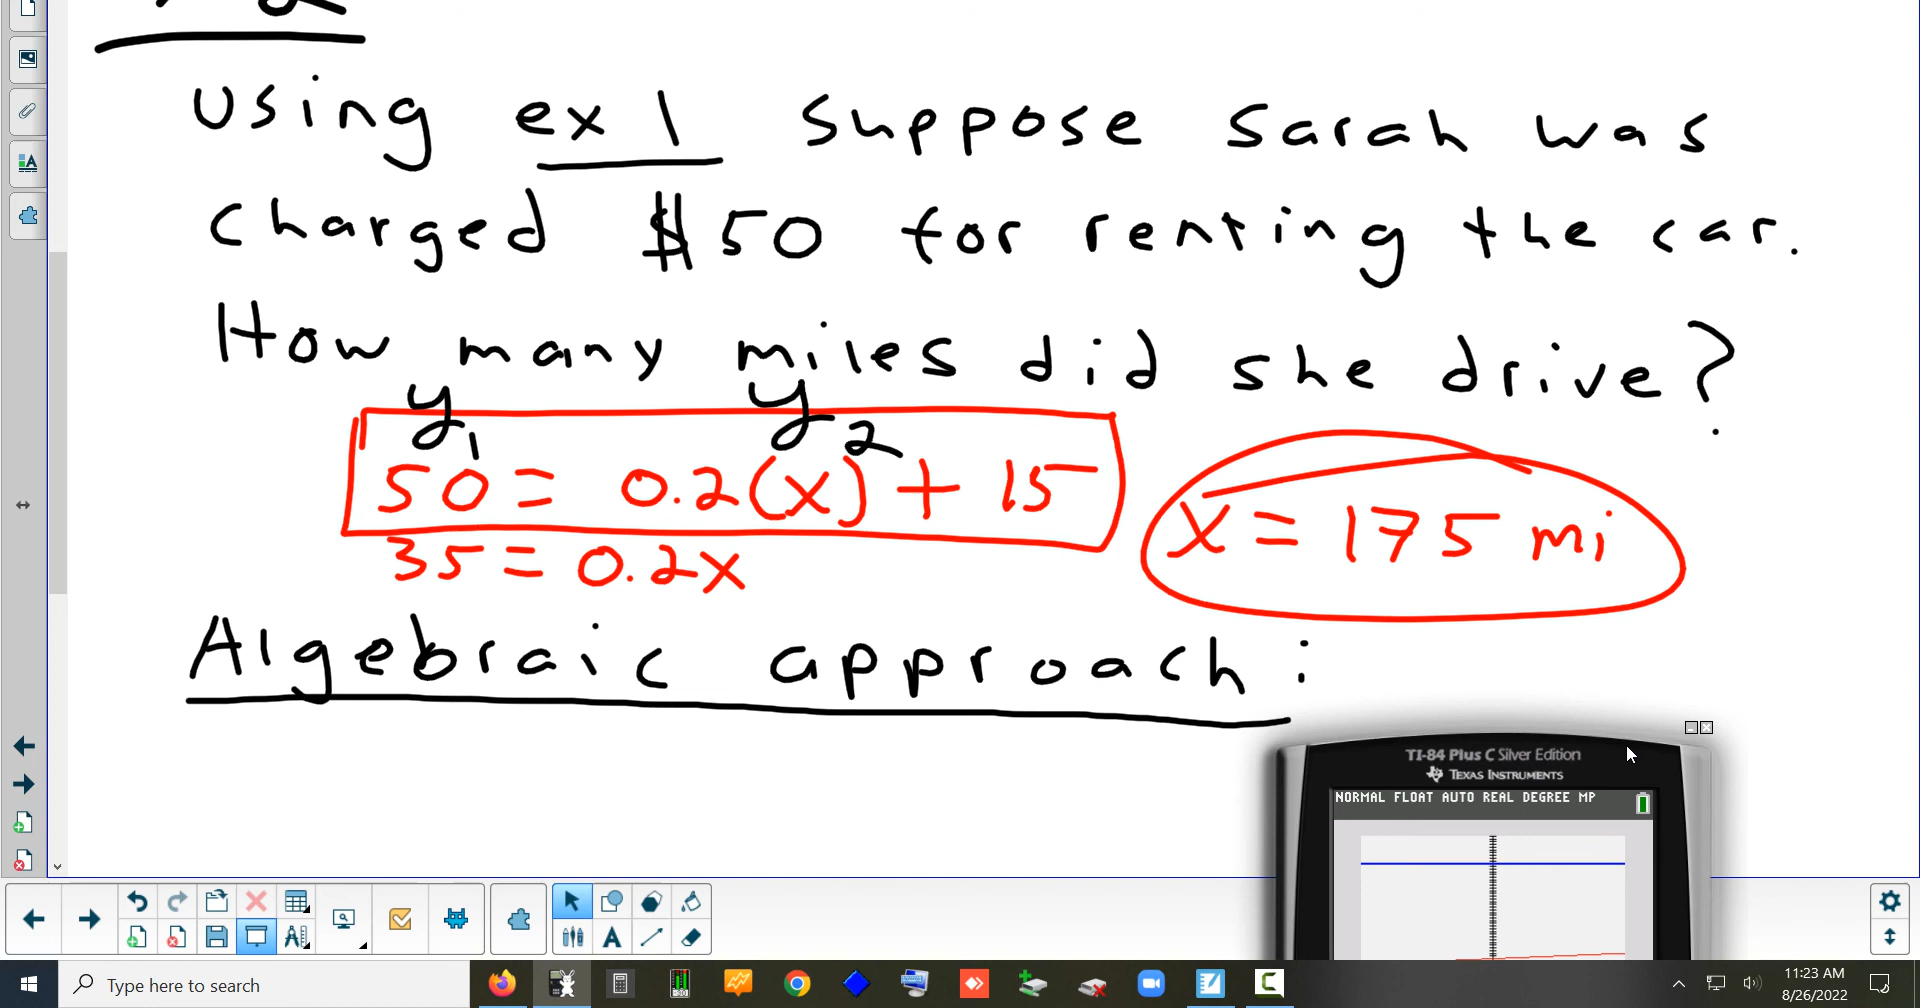 Using ex 1 suppose Sarah was
charged $50 for renting the car.
How many miles did she drive?
y1 y2
50 = 0.2(x) + 15
x = 175 mi
35 = 0.2x
Algebraic approach:
TI-84 Plus C Silver Edition
TEXAS INSTRUMENTS
NORMAL FLOAT AUTO REAL DEGREE MP
Type here to search
11:23 AM
8/26/2022